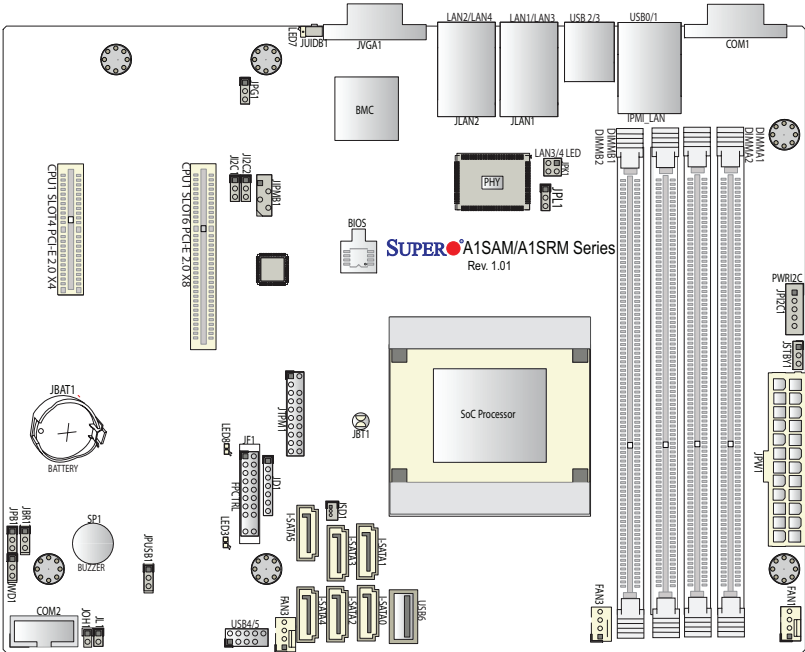 LED7
JUIDB1
JVGA1
LAN2/LAN4
LAN1/LAN3
USB 2/3
USB0/1
COM1
JPG1
BMC
JLAN2
JLAN1
IPMI_LAN
DIMMB1
DIMMB2
DIMMA1
DIMMA2
LAN3/4 LED
JPK1
PHY
JPL1
CPU1 SLOT4 PCI-E 2.0 X4
CPU1 SLOT6 PCI-E 2.0 X8
JI2C1
JI2C2
JIPMB1
BIOS
SUPER A1SAM/A1SRM Series
Rev. 1.01
PWRI2C
JPI2C1
JSTBY1
JBAT1
BATTERY
JTPM1
JBT1
SoC Processor
JPW1
LED8
JF1
FPCTRL
JD1
LED3
JSD1
I-SATA5
I-SATA3
I-SATA1
JPB1
JBR1
JWD1
SP1
BUZZER
JPUSB1
COM2
JOH1
JL1
USB4/5
FAN3
I-SATA4
I-SATA2
I-SATA0
USB6
FAN3
FAN1